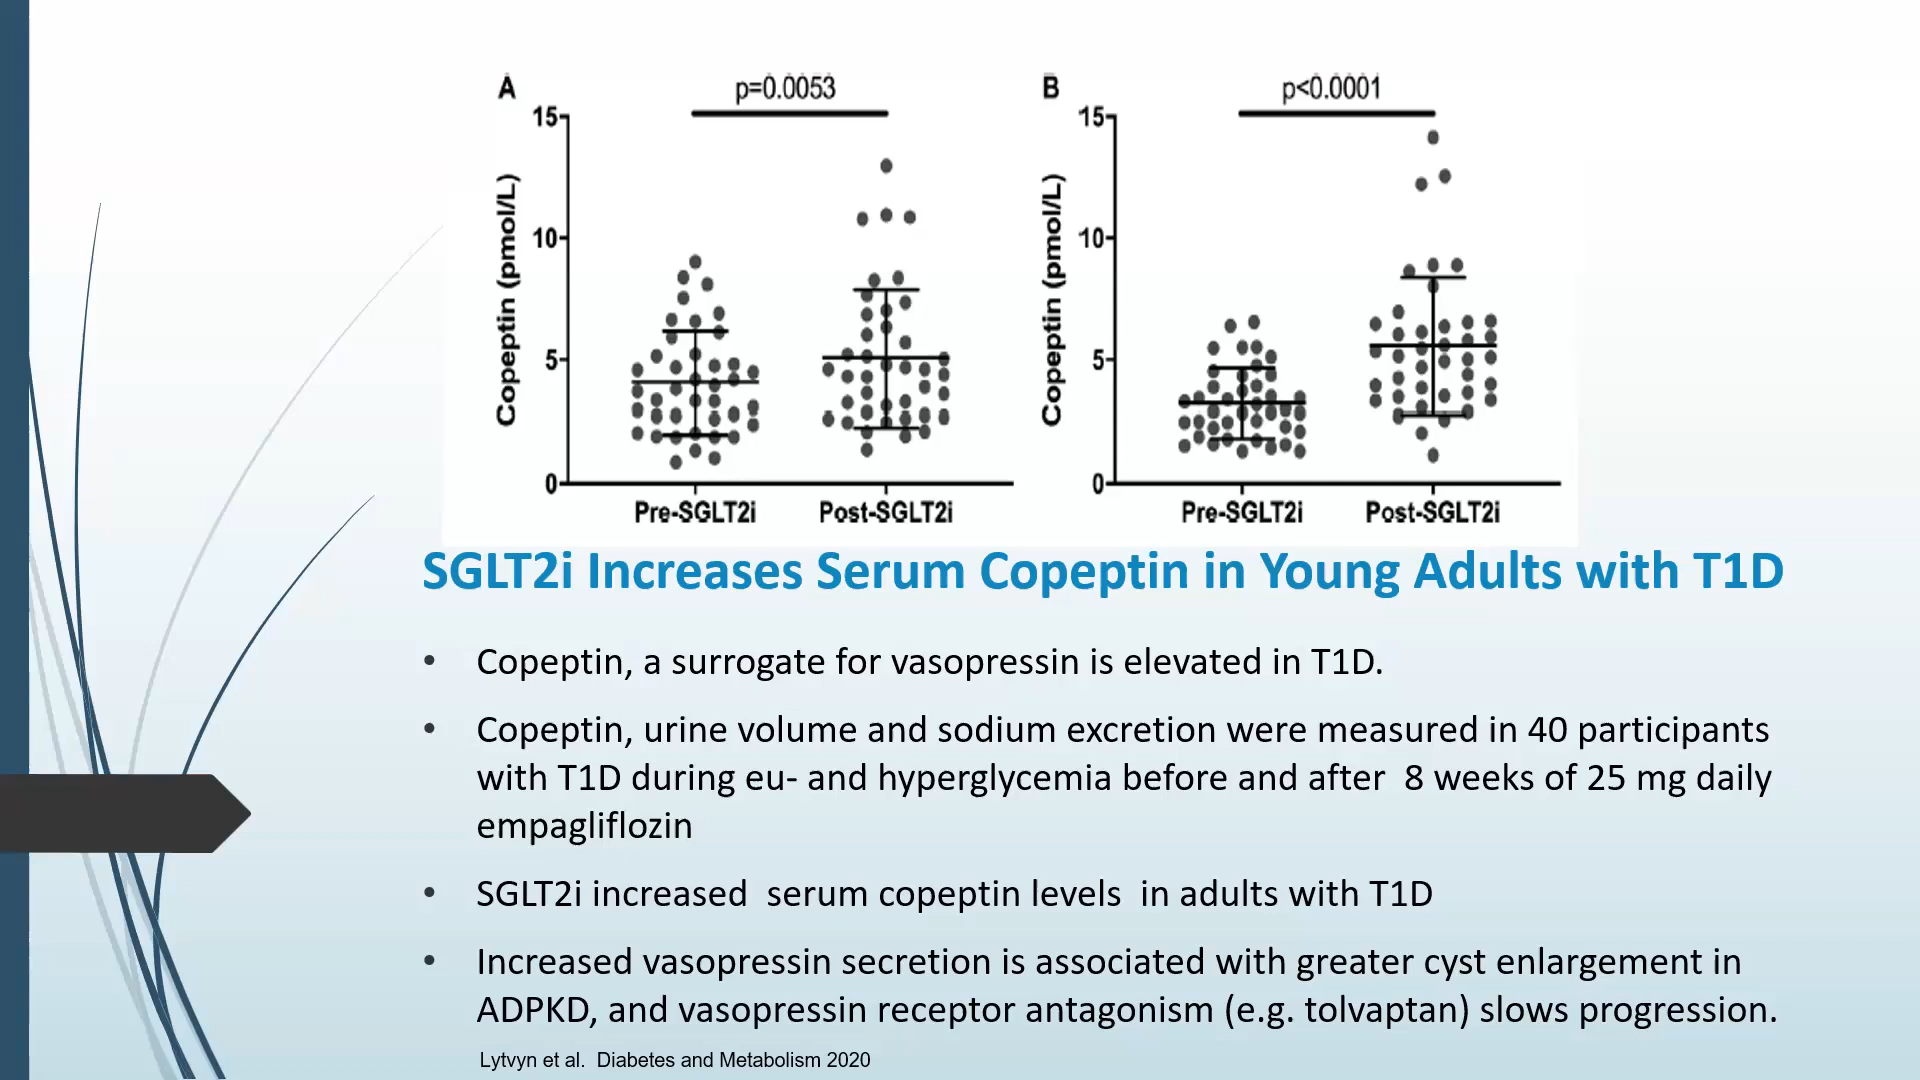 A
p=0.0053
B
p<0.0001
15
10
5
0
Copeptin (pmol/L)
Pre-SGLT2i
Post-SGLT2i
15
10
5
0
Copeptin (pmol/L)
Pre-SGLT2i
Post-SGLT2i
SGLT2i Increases Serum Copeptin in Young Adults with T1D
• Copeptin, a surrogate for vasopressin is elevated in T1D.
• Copeptin, urine volume and sodium excretion were measured in 40 participants
with T1D during eu- and hyperglycemia before and after  8 weeks of 25 mg daily
empagliflozin
• SGLT2i increased  serum copeptin levels  in adults with T1D
• Increased vasopressin secretion is associated with greater cyst enlargement in
ADPKD, and vasopressin receptor antagonism (e.g. tolvaptan) slows progression.
Lytvyn et al.  Diabetes and Metabolism 2020